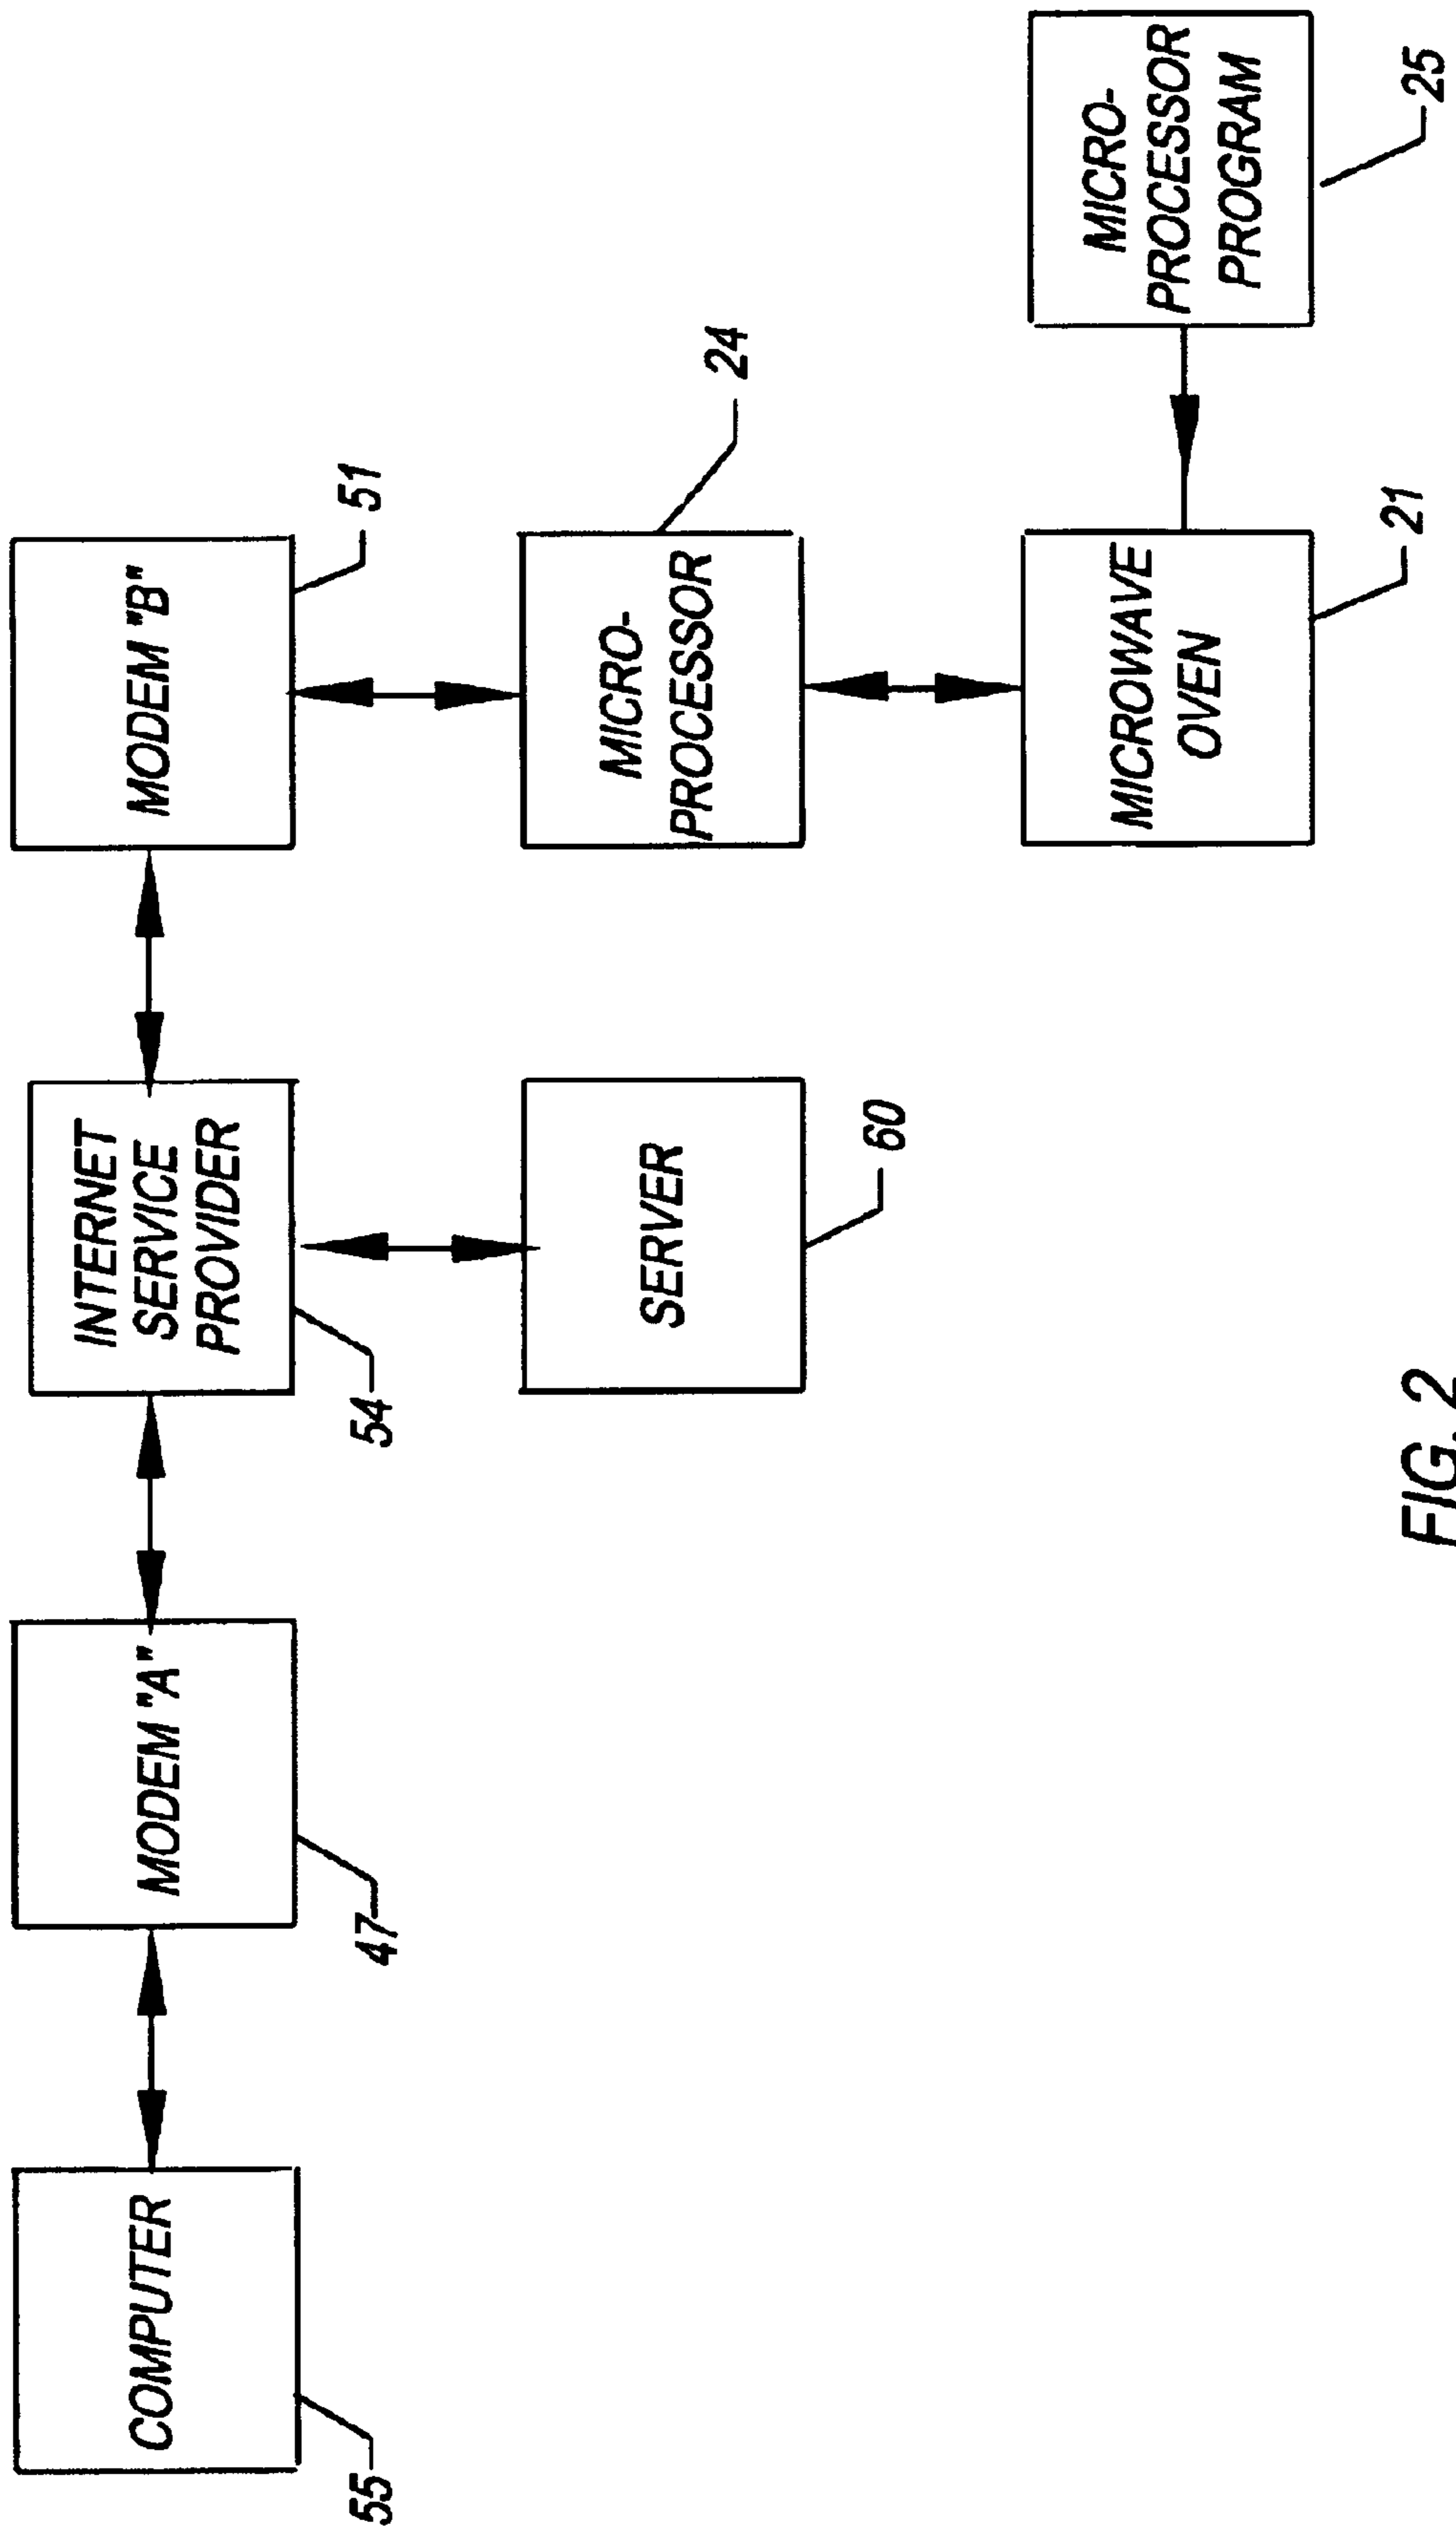 COMPUTER
55
MODEM "A"
47
INTERNET
SERVICE
PROVIDER
54
MODEM "B"
51
SERVER
60
MICRO-
PROCESSOR
24
MICROWAVE
OVEN
21
MICRO-
PROCESSOR
PROGRAM
25
FIG. 2